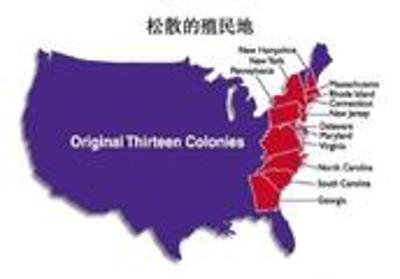 松散的殖民地
New Hampshire
New York
Pennsylvania
Massachusetts
Rhode Island
Connecticut
New Jersey
Delaware
Maryland
Virginia
Original Thirteen Colonies
North Carolina
South Carolina
Georgia